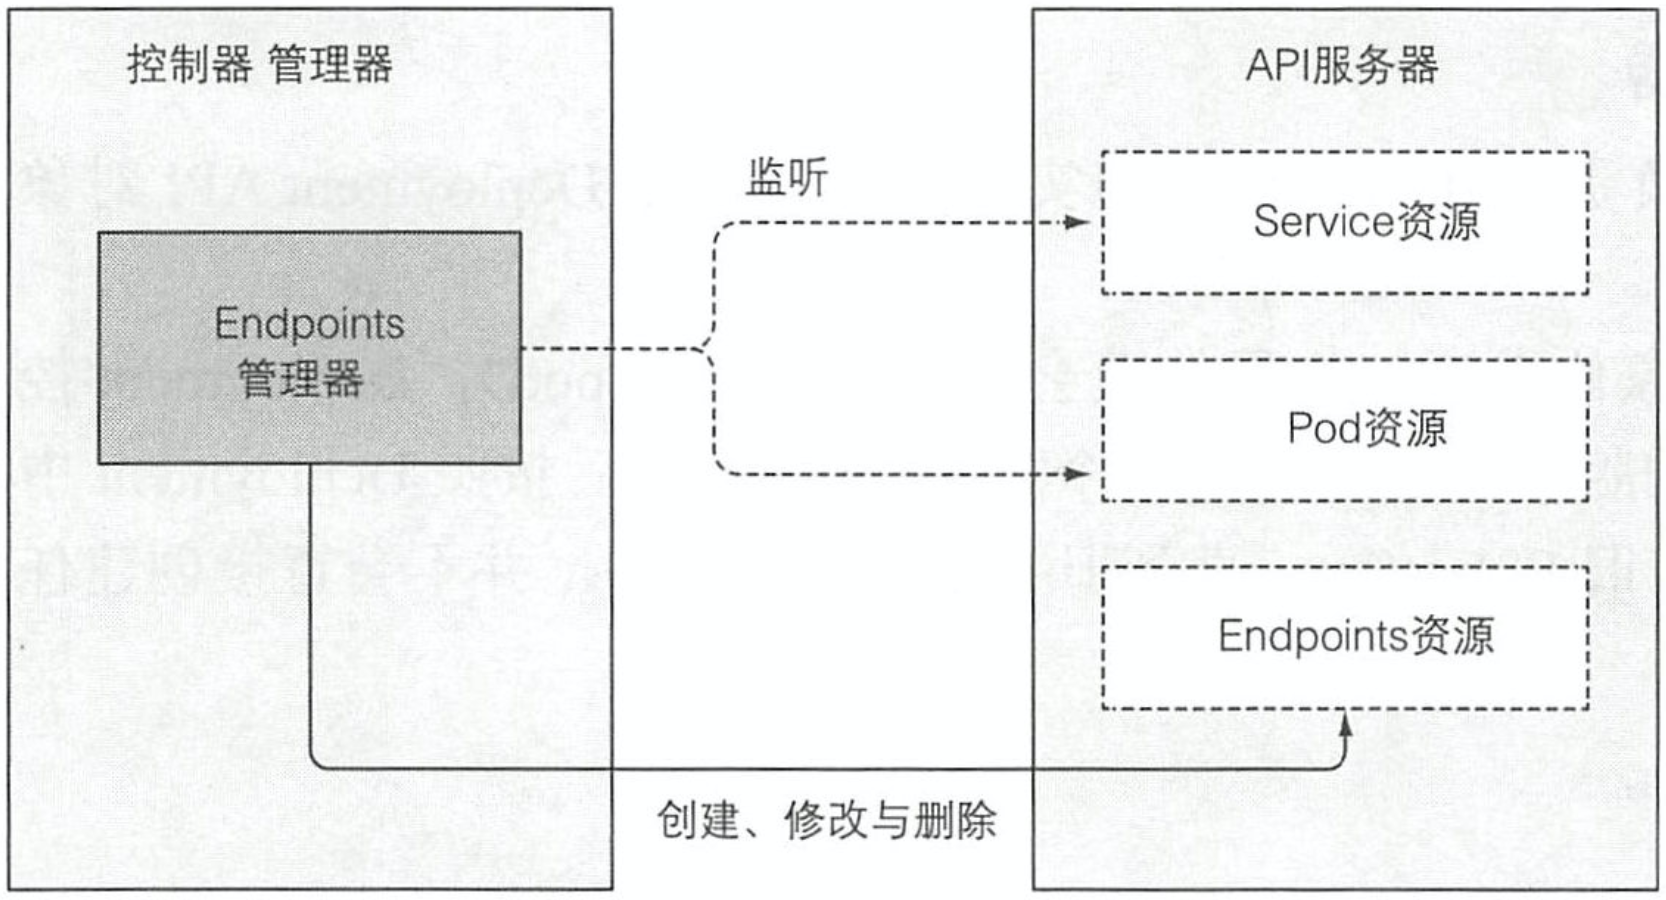 控制器 管理器
API服务器
监听
Service资源
Endpoints
管理器
Pod资源
Endpoints资源
创建、修改与删除